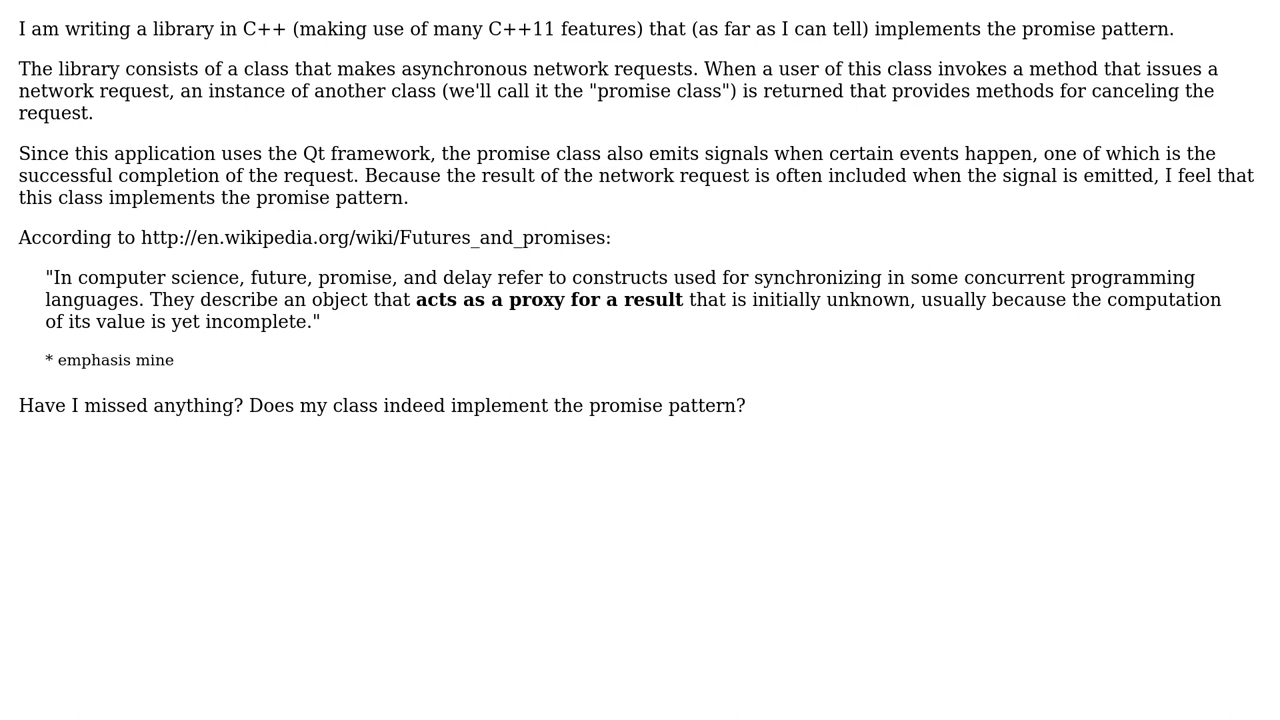 I am writing a library in C++ (making use of many C++11 features) that (as far as I can tell) implements the promise pattern.
The library consists of a class that makes asynchronous network requests. When a user of this class invokes a method that issues a
network request, an instance of another class (we'll call it the "promise class") is returned that provides methods for canceling the
request.
Since this application uses the Qt framework, the promise class also emits signals when certain events happen, one of which is the
successful completion of the request. Because the result of the network request is often included when the signal is emitted, I feel that
this class implements the promise pattern.
According to http://en.wikipedia.org/wiki/Futures_and_promises:
"In computer science, future, promise, and delay refer to constructs used for synchronizing in some concurrent programming
languages. They describe an object that acts as a proxy for a result that is initially unknown, usually because the computation
of its value is yet incomplete."
* emphasis mine
Have I missed anything? Does my class indeed implement the promise pattern?